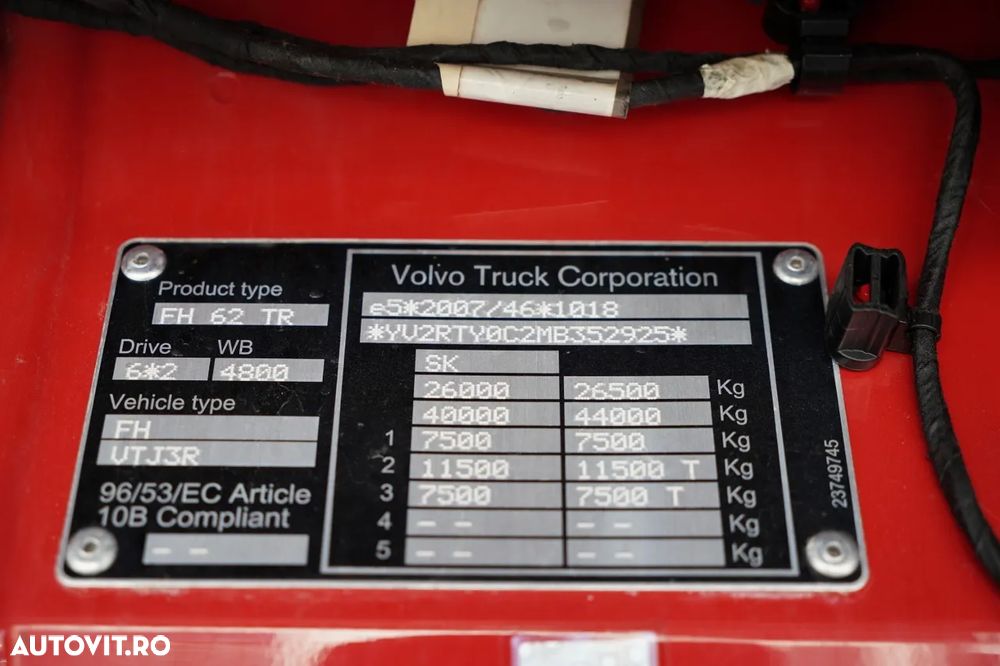 Product type
FH 62 TR
Drive WB
6*2 4800
Vehicle type
FH
VTJ3R
96/53/EC Article
10B Compliant
- -
Volvo Truck Corporation
e5*2007/46*1018
*YV2RTY0C2MB352925*
SK
26000 26500 Kg
40000 44000 Kg
1 7500 7500 Kg
2 11500 11500 T Kg
3 7500 7500 T Kg
4 - - - - Kg
5 - - - - Kg
23749745
AUTOVIT.RO